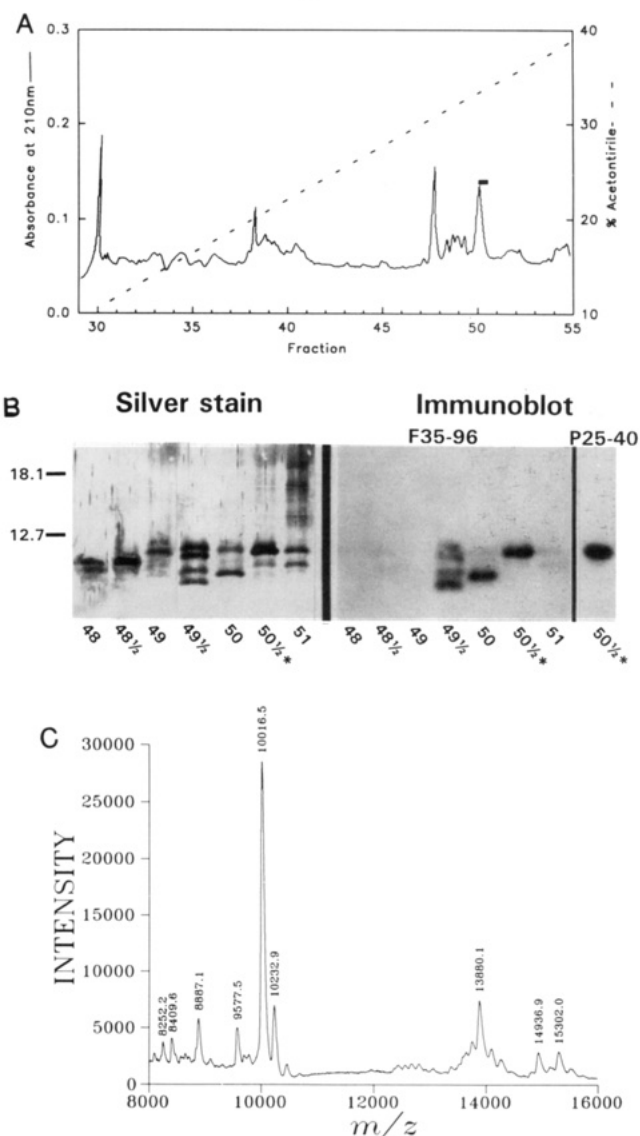 A
0.3
0.2
0.1
0.0
Absorbance at 210nm
40
30
20
10
% Acetontirile
30 35 40 45 50 55
Fraction
B
Silver stain Immunoblot
F35-96 P25-40
18.1
12.7
48 48½ 49 49½ 50 50½* 51 48 48½ 49 49½ 50 50½* 51 50½*
C
30000
25000
20000
15000
10000
5000
0
INTENSITY
8252.2
8409.6
8887.1
9577.5
10016.5
10232.9
13880.1
14936.9
15302.0
8000 10000 12000 14000 16000
m/z